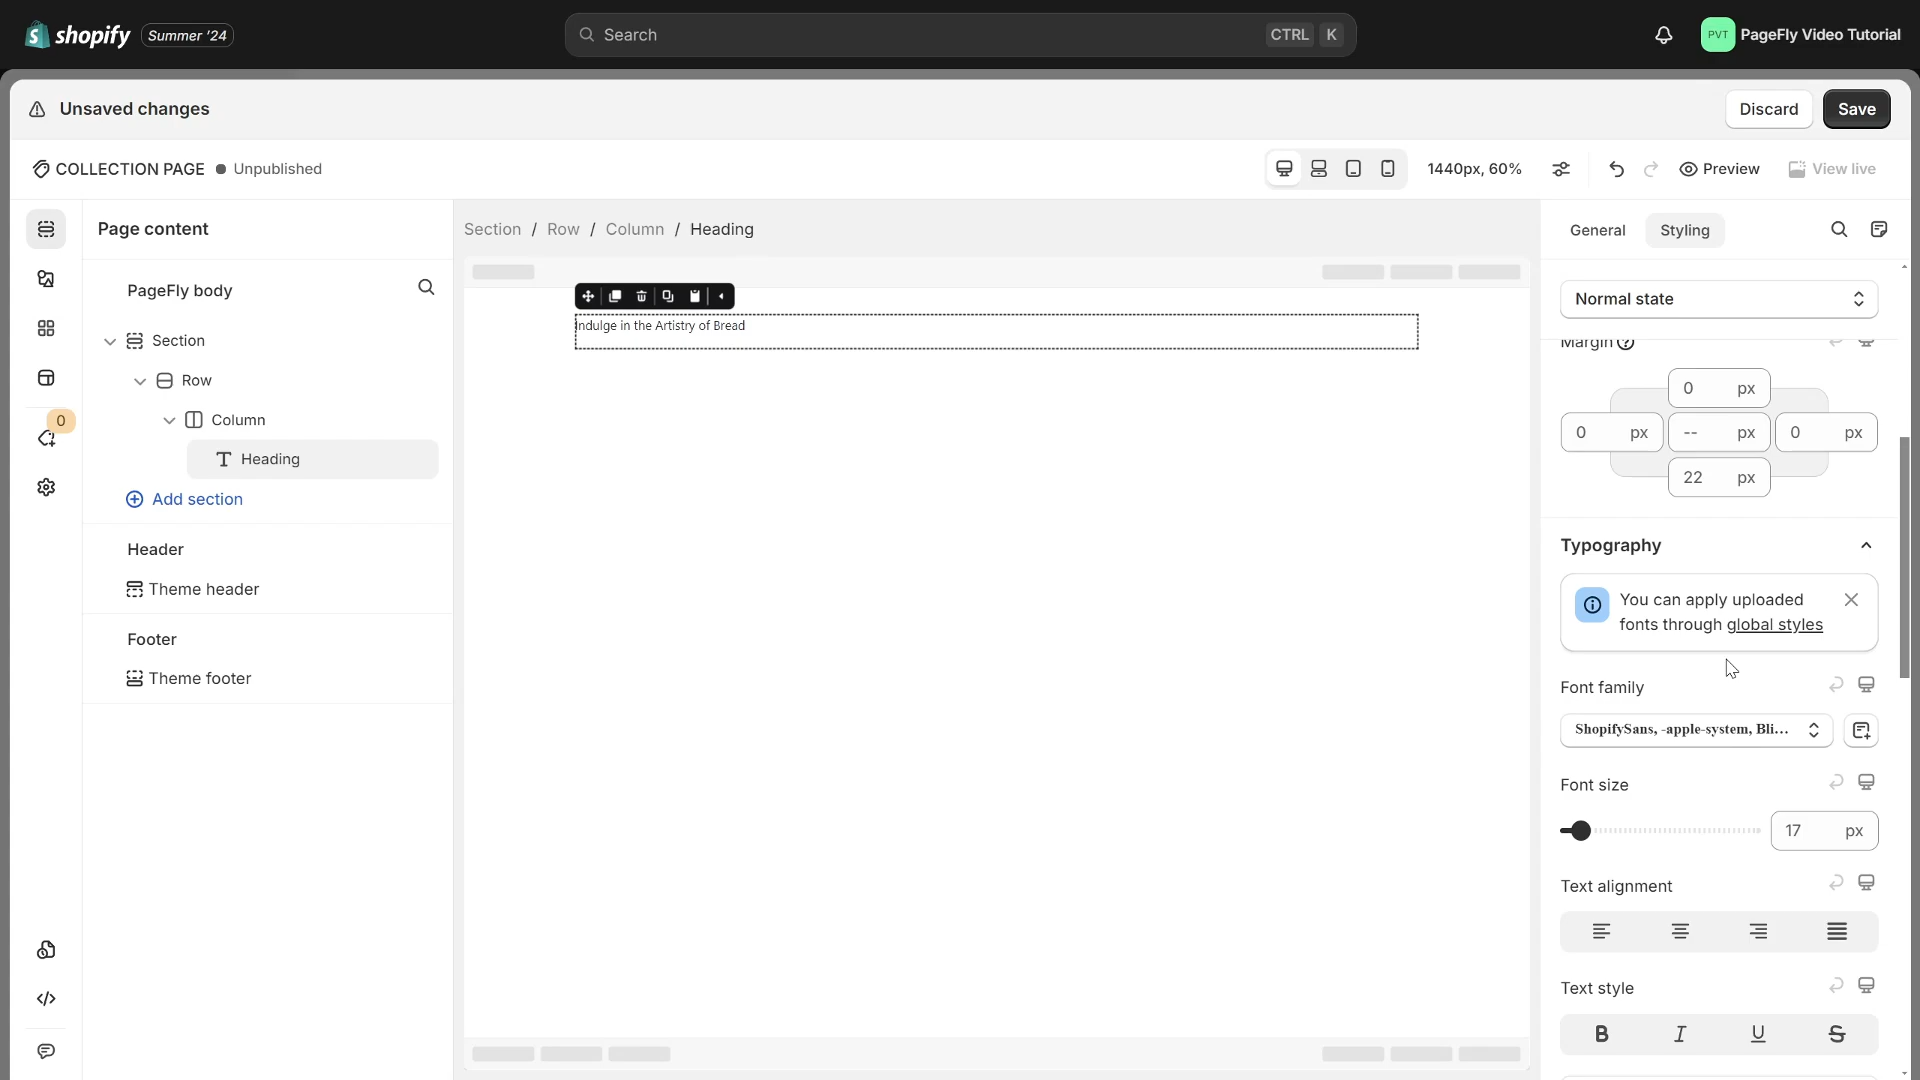 shopify
Summer '24
Search
CTRL
K
PVT
PageFly Video Tutorial
Unsaved changes
Discard
Save
COLLECTION PAGE
Unpublished
1440px, 60%
Preview
View live
Page content
Section / Row / Column / Heading
General
Styling
PageFly body
Indulge in the Artistry of Bread
Normal state
Section
Margin
Row
0 px
0
Column
0 px
-- px
0 px
Heading
22 px
Add section
Header
Typography
Theme header
You can apply uploaded
fonts through global styles
Footer
Theme footer
Font family
ShopifySans, -apple-system, Bli...
Font size
17 px
Text alignment
Text style
B
I
U
S